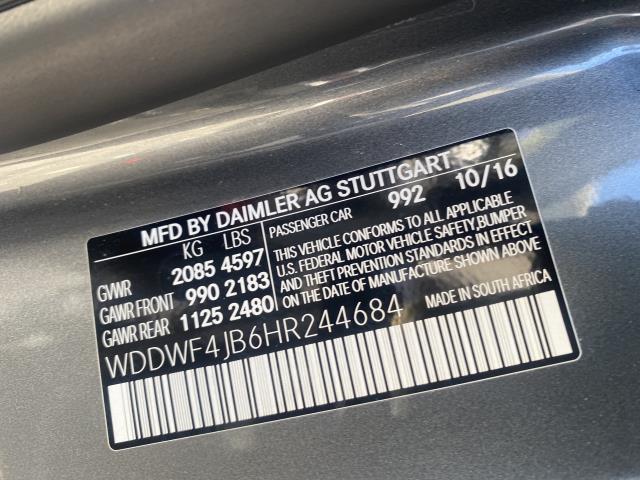 MFD BY DAIMLER AG STUTTGART
KG LBS
GVWR 2085 4597
GAWR FRONT 990 2183
GAWR REAR 1125 2480
PASSENGER CAR 992 10/16
THIS VEHICLE CONFORMS TO ALL APPLICABLE
U.S. FEDERAL MOTOR VEHICLE SAFETY,BUMPER
AND THEFT PREVENTION STANDARDS IN EFFECT
ON THE DATE OF MANUFACTURE SHOWN ABOVE
WDDWF4JB6HR244684
MADE IN SOUTH AFRICA